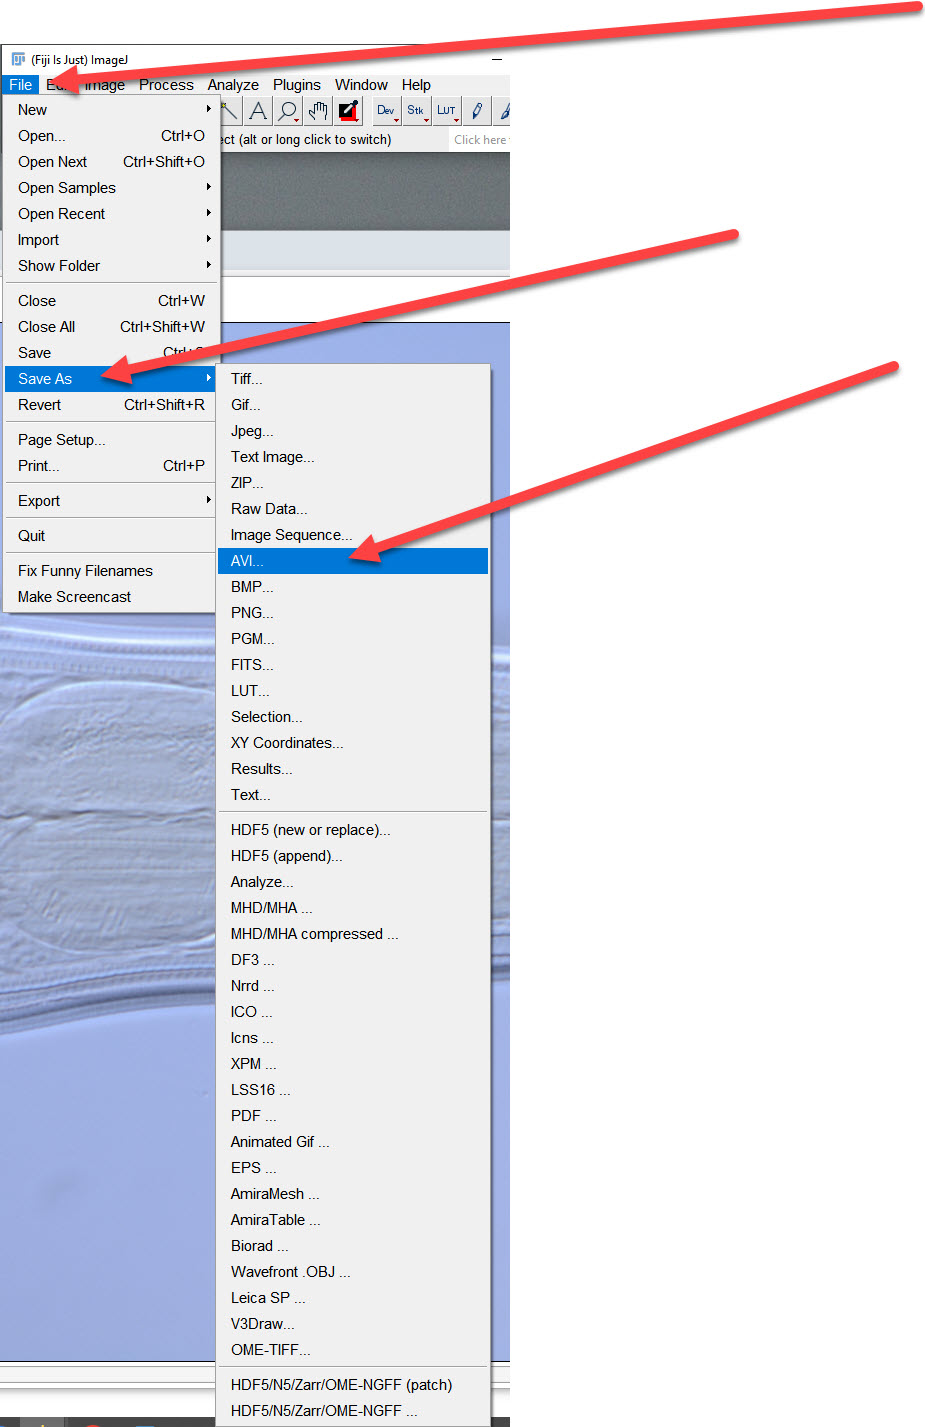 (Fiji Is Just) ImageJ
File Image Process Analyze Plugins Window Help
Dev Stk LUT
ect (alt or long click to switch) Click here
New
Open... Ctrl+O
Open Next Ctrl+Shift+O
Open Samples
Open Recent
Import
Show Folder
Close Ctrl+W
Close All Ctrl+Shift+W
Save
Save As
Revert Ctrl+Shift+R
Page Setup...
Print... Ctrl+P
Export
Quit
Fix Funny Filenames
Make Screencast
Tiff...
Gif...
Jpeg...
Text Image...
ZIP...
Raw Data...
Image Sequence...
AVI...
BMP...
PNG...
PGM...
FITS...
LUT...
Selection...
XY Coordinates...
Results...
Text...
HDF5 (new or replace)...
HDF5 (append)...
Analyze...
MHD/MHA ...
MHD/MHA compressed ...
DF3 ...
Nrrd ...
ICO ...
Icns ...
XPM ...
LSS16 ...
PDF ...
Animated Gif ...
EPS ...
AmiraMesh ...
AmiraTable ...
Biorad ...
Wavefront .OBJ ...
Leica SP ...
V3Draw...
OME-TIFF...
HDF5/N5/Zarr/OME-NGFF (patch)
HDF5/N5/Zarr/OME-NGFF ...